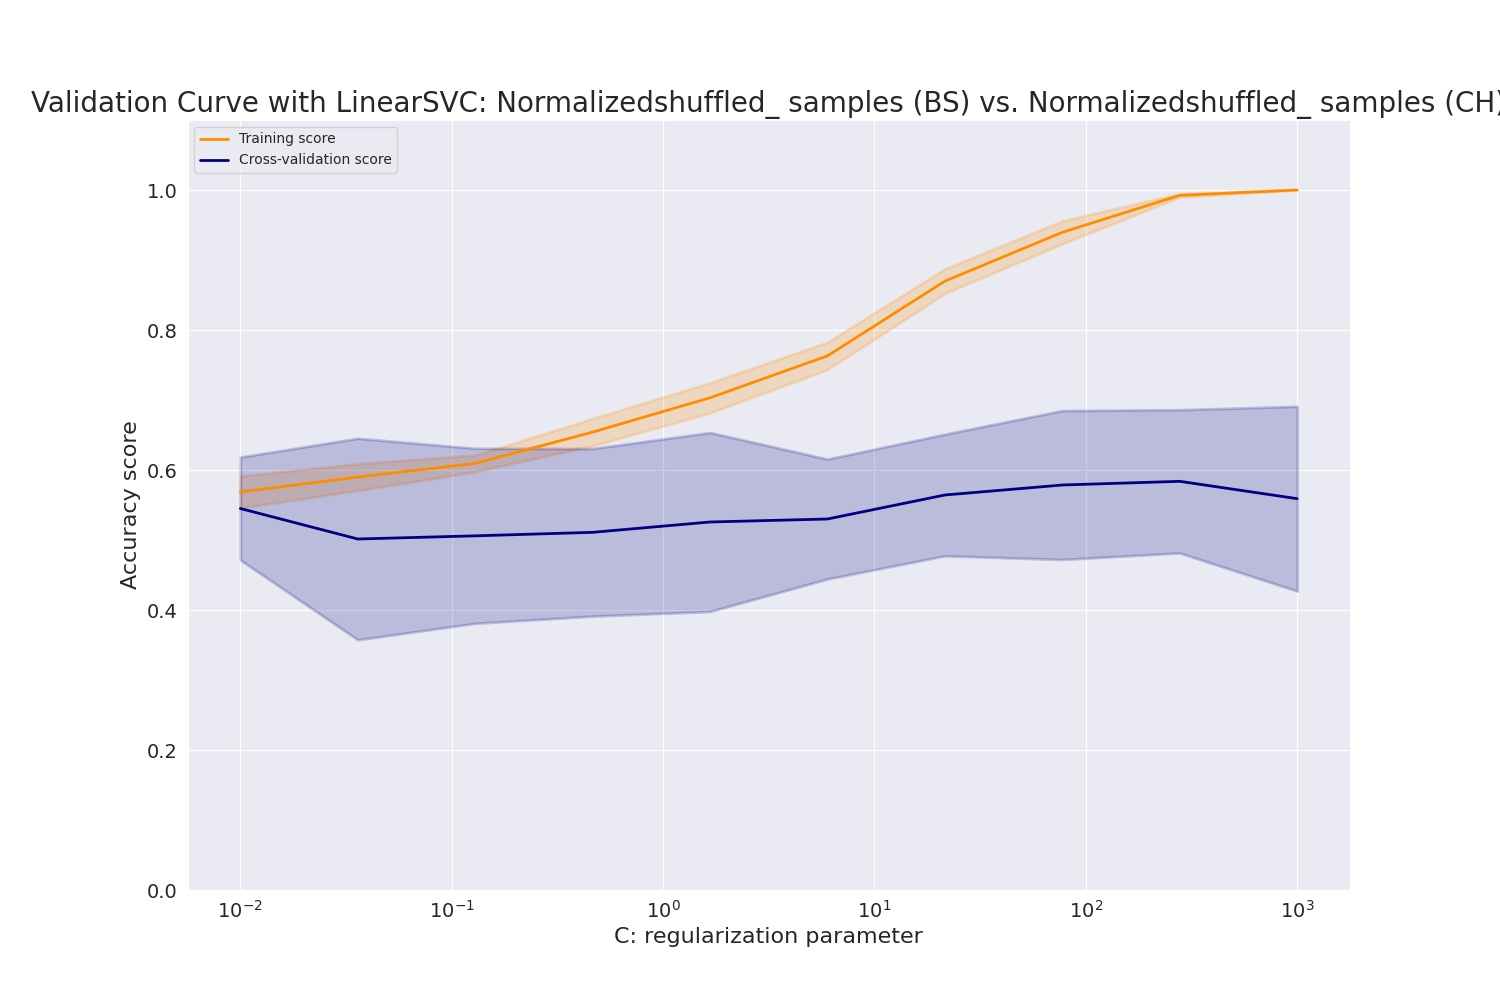 Validation Curve with LinearSVC: Normalizedshuffled_ samples (BS) vs. Normalizedshuffled_ samples (CH)
Training score
Cross-validation score
1.0
0.8
0.6
0.4
0.2
0.0
Accuracy score
10⁻² 10⁻¹ 10⁰ 10¹ 10² 10³
C: regularization parameter